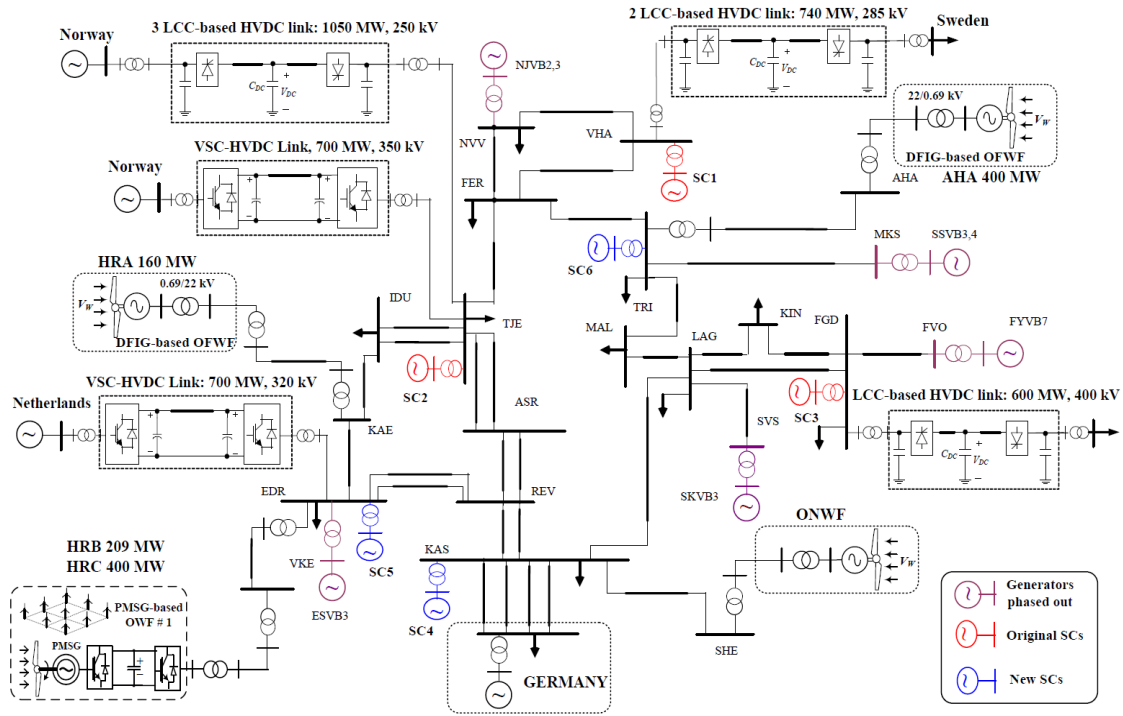 3 LCC-based HVDC link: 1050 MW, 250 kV
Norway
C_DC
+
V_DC
−
2 LCC-based HVDC link: 740 MW, 285 kV
Sweden
C_DC
+
V_DC
−
NJVB2,3
NVV
VHA
SC1
22/0.69 kV
V_W
DFIG-based OFWF
AHA 400 MW
AHA
VSC-HVDC Link, 700 MW, 350 kV
Norway
+
−
+
−
FER
SC6
TRI
MKS
SSVB3,4
HRA 160 MW
V_W
0.69/22 kV
DFIG-based OFWF
IDU
TJE
SC2
MAL
LAG
KIN
FGD
FVO
FYVB7
SC3
VSC-HVDC Link: 700 MW, 320 kV
Netherlands
+
−
+
−
KAE
ASR
SVS
SKVB3
LCC-based HVDC link: 600 MW, 400 kV
C_DC
+
V_DC
−
EDR
REV
VKE
ESVB3
SC5
KAS
SC4
ONWF
V_W
SHE
GERMANY
HRB 209 MW
HRC 400 MW
PMSG-based
OWF # 1
PMSG
+
−
Generators
phased out
Original SCs
New SCs